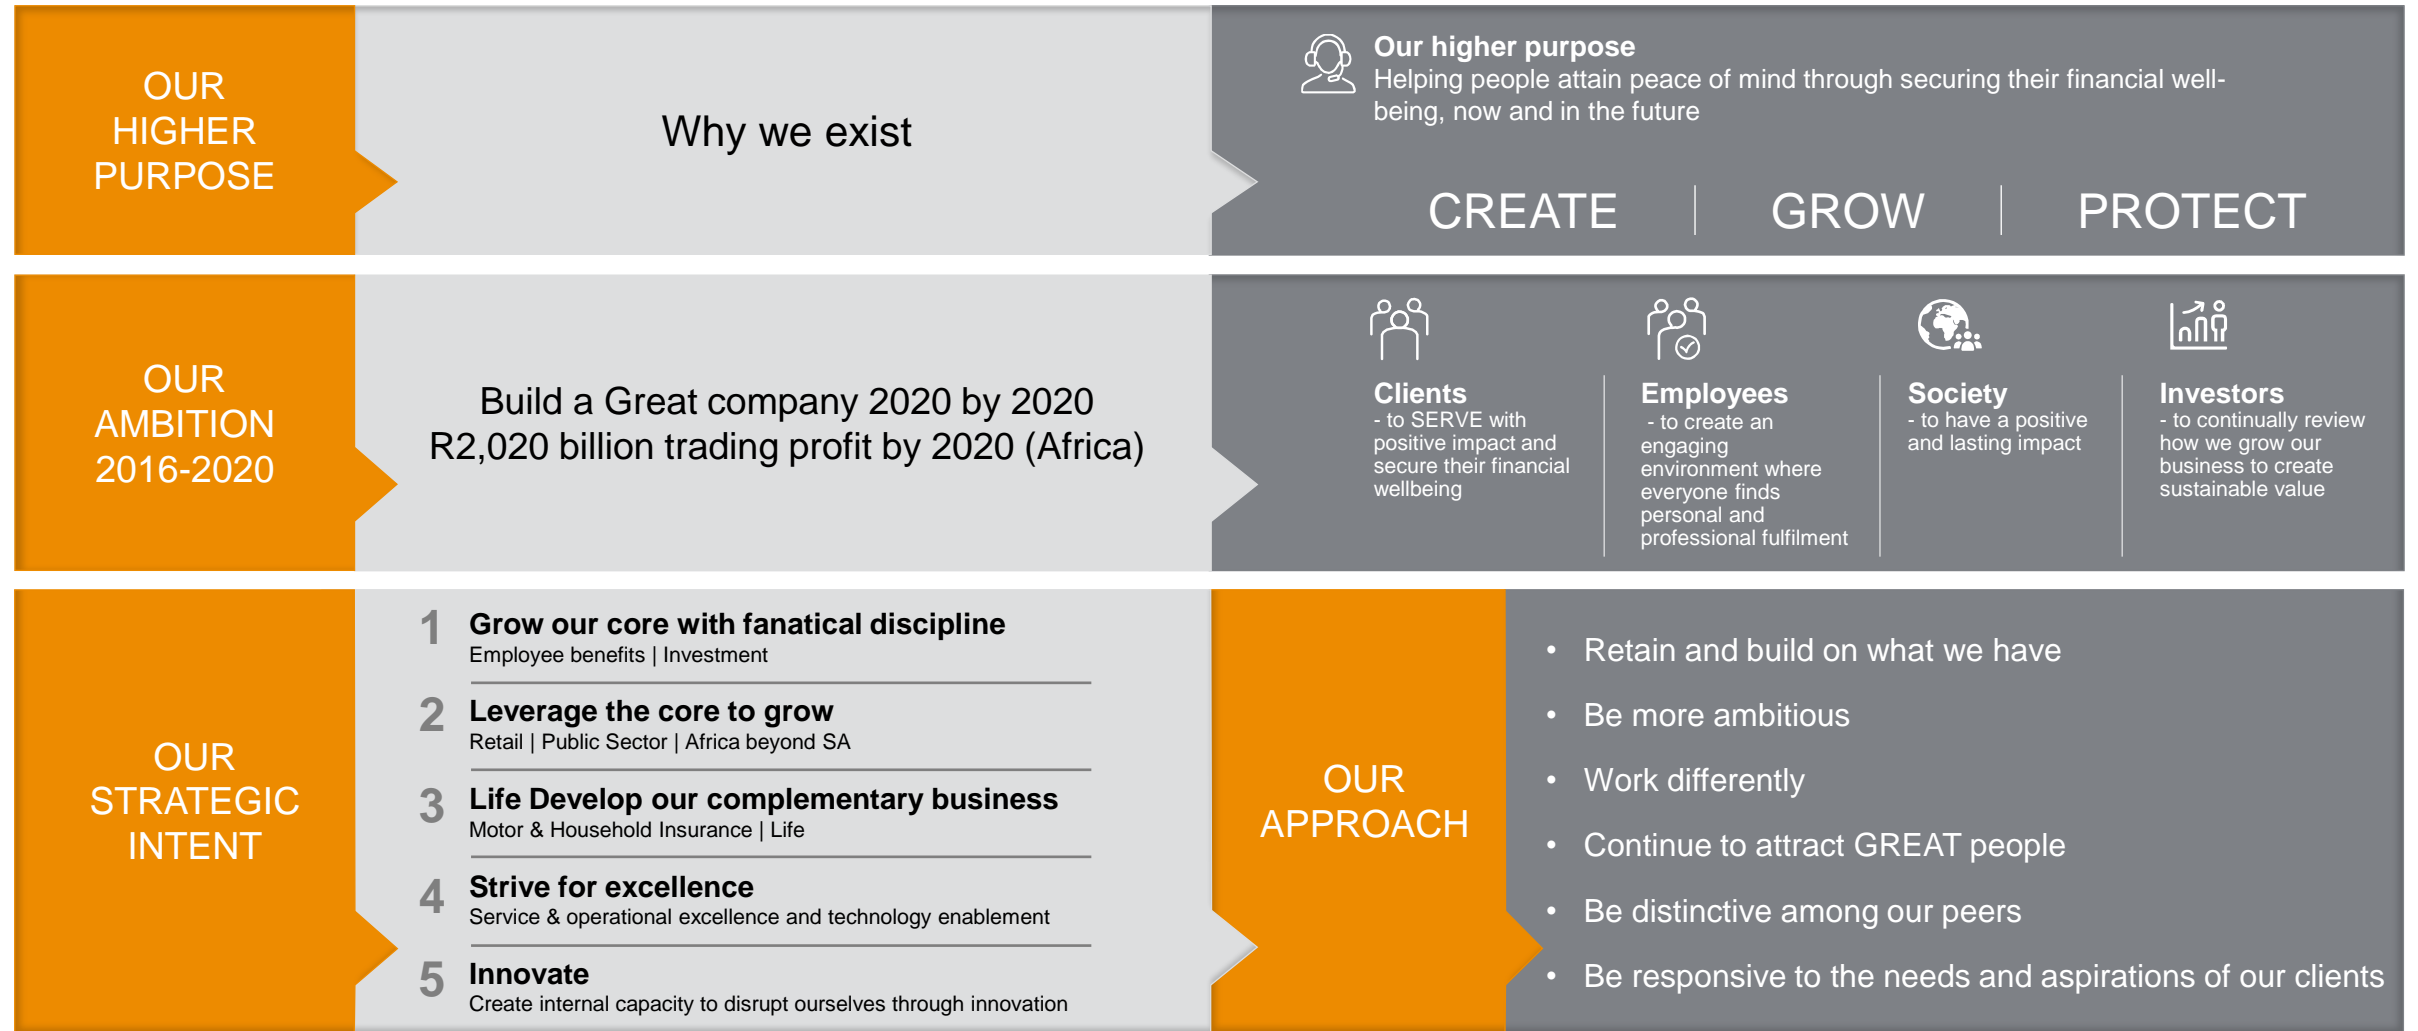 OUR
HIGHER
PURPOSE
Why we exist
Our higher purpose
Helping people attain peace of mind through securing their financial well-
being, now and in the future
CREATE
GROW
PROTECT
OUR
AMBITION
2016-2020
Build a Great company 2020 by 2020
R2,020 billion trading profit by 2020 (Africa)
Clients
- to SERVE with
positive impact and
secure their financial
wellbeing
Employees
- to create an
engaging
environment where
everyone finds
personal and
professional fulfilment
Society
- to have a positive
and lasting impact
Investors
- to continually review
how we grow our
business to create
sustainable value
OUR
STRATEGIC
INTENT
1 Grow our core with fanatical discipline
Employee benefits | Investment
2 Leverage the core to grow
Retail | Public Sector | Africa beyond SA
3 Life Develop our complementary business
Motor & Household Insurance | Life
4 Strive for excellence
Service & operational excellence and technology enablement
5 Innovate
Create internal capacity to disrupt ourselves through innovation
OUR
APPROACH
• Retain and build on what we have
• Be more ambitious
• Work differently
• Continue to attract GREAT people
• Be distinctive among our peers
• Be responsive to the needs and aspirations of our clients